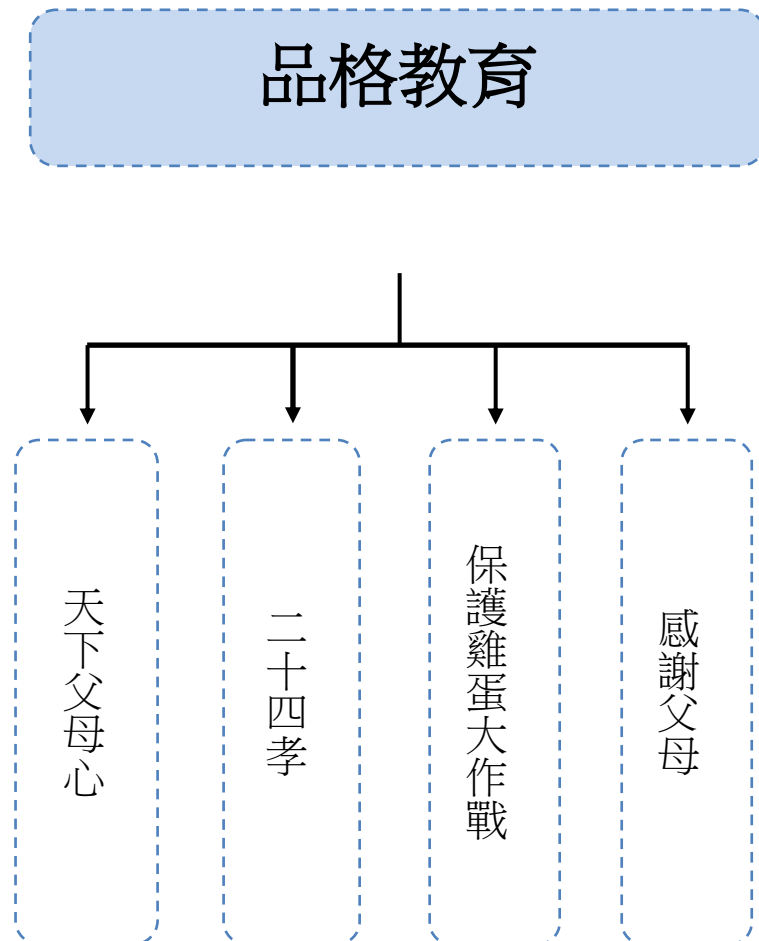 品格教育
天下父母心
二十四孝
保護雞蛋大作戰
感謝父母